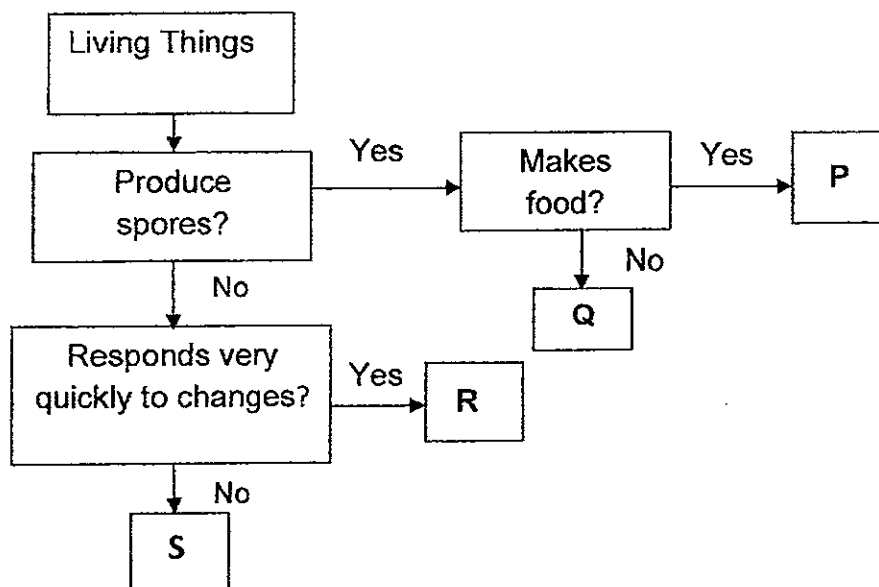 Living Things
Produce
spores?
Yes
Makes
food?
Yes
P
No
Q
No
Responds very
quickly to changes?
Yes
R
No
S